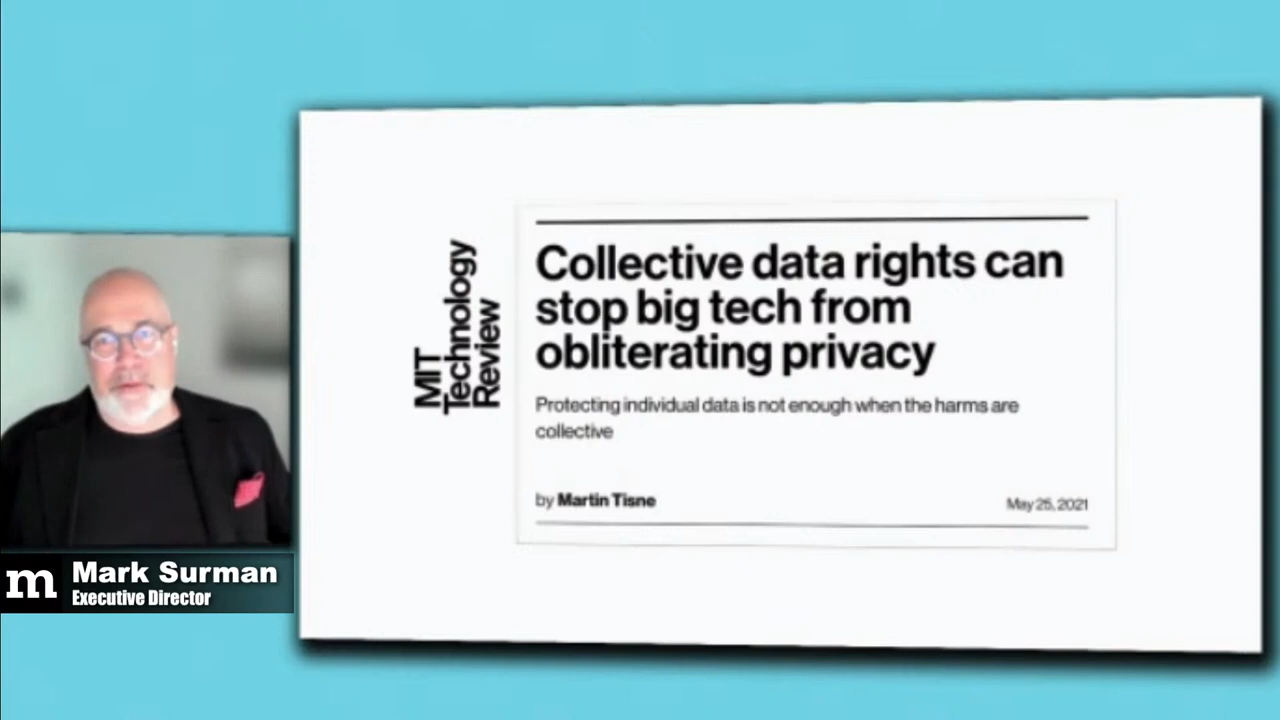 MIT
Technology
Review
Collective data rights can
stop big tech from
obliterating privacy
Protecting individual data is not enough when the harms are
collective
by Martin Tisne
May 25, 2021
m
Mark Surman
Executive Director